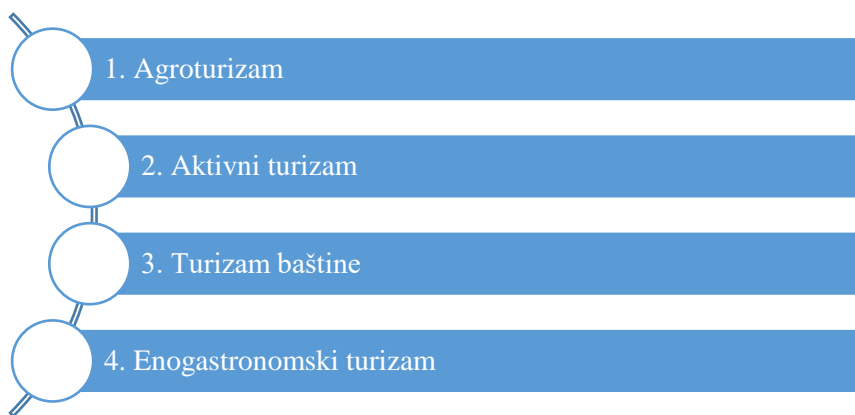 1. Agroturizam
2. Aktivni turizam
3. Turizam baštine
4. Enogastronomski turizam